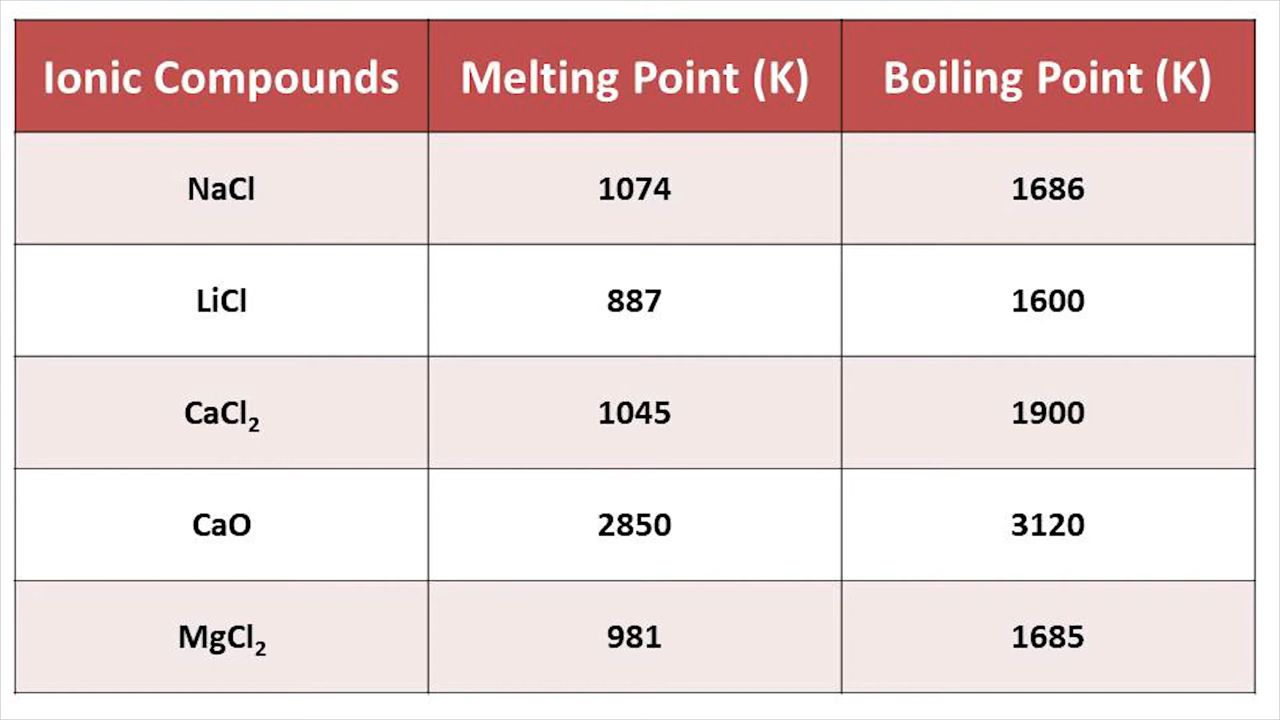 Ionic Compounds Melting Point (K) Boiling Point (K)
NaCl 1074 1686
LiCl 887 1600
CaCl₂ 1045 1900
CaO 2850 3120
MgCl₂ 981 1685